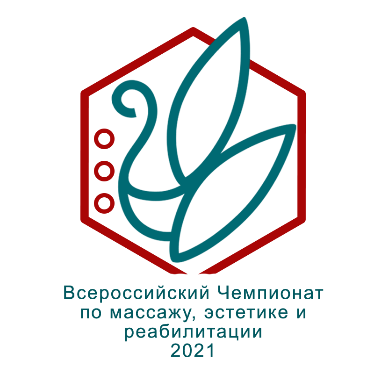 Всероссийский Чемпионат
по массажу, эстетике и
реабилитации
2021